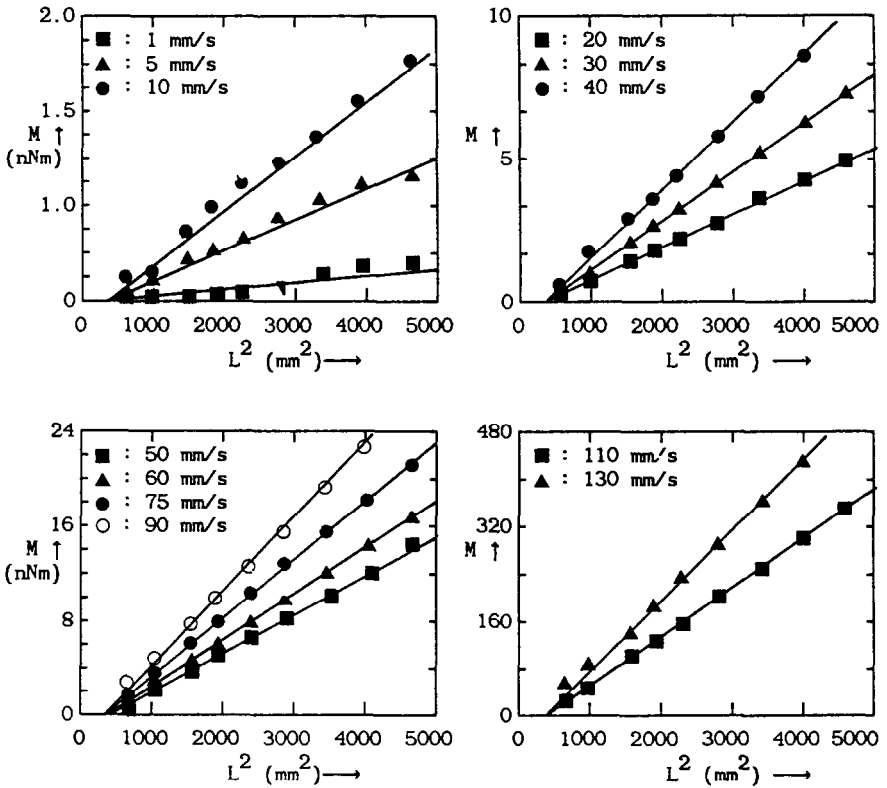 2.0
1.5
1.0
0
M ↑
(nNm)
■ : 1 mm/s
▲ : 5 mm/s
● : 10 mm/s
0 1000 2000 3000 4000 5000
L² (mm²)→
10
5
0
M ↑
■ : 20 mm/s
▲ : 30 mm/s
● : 40 mm/s
0 1000 2000 3000 4000 5000
L² (mm²) →
24
16
8
0
M ↑
(nNm)
■ : 50 mm/s
▲ : 60 mm/s
● : 75 mm/s
○ : 90 mm/s
0 1000 2000 3000 4000 5000
L² (mm²)→
480
320
160
0
M ↑
■ : 110 mm/s
▲ : 130 mm/s
0 1000 2000 3000 4000 5000
L² (mm²) →